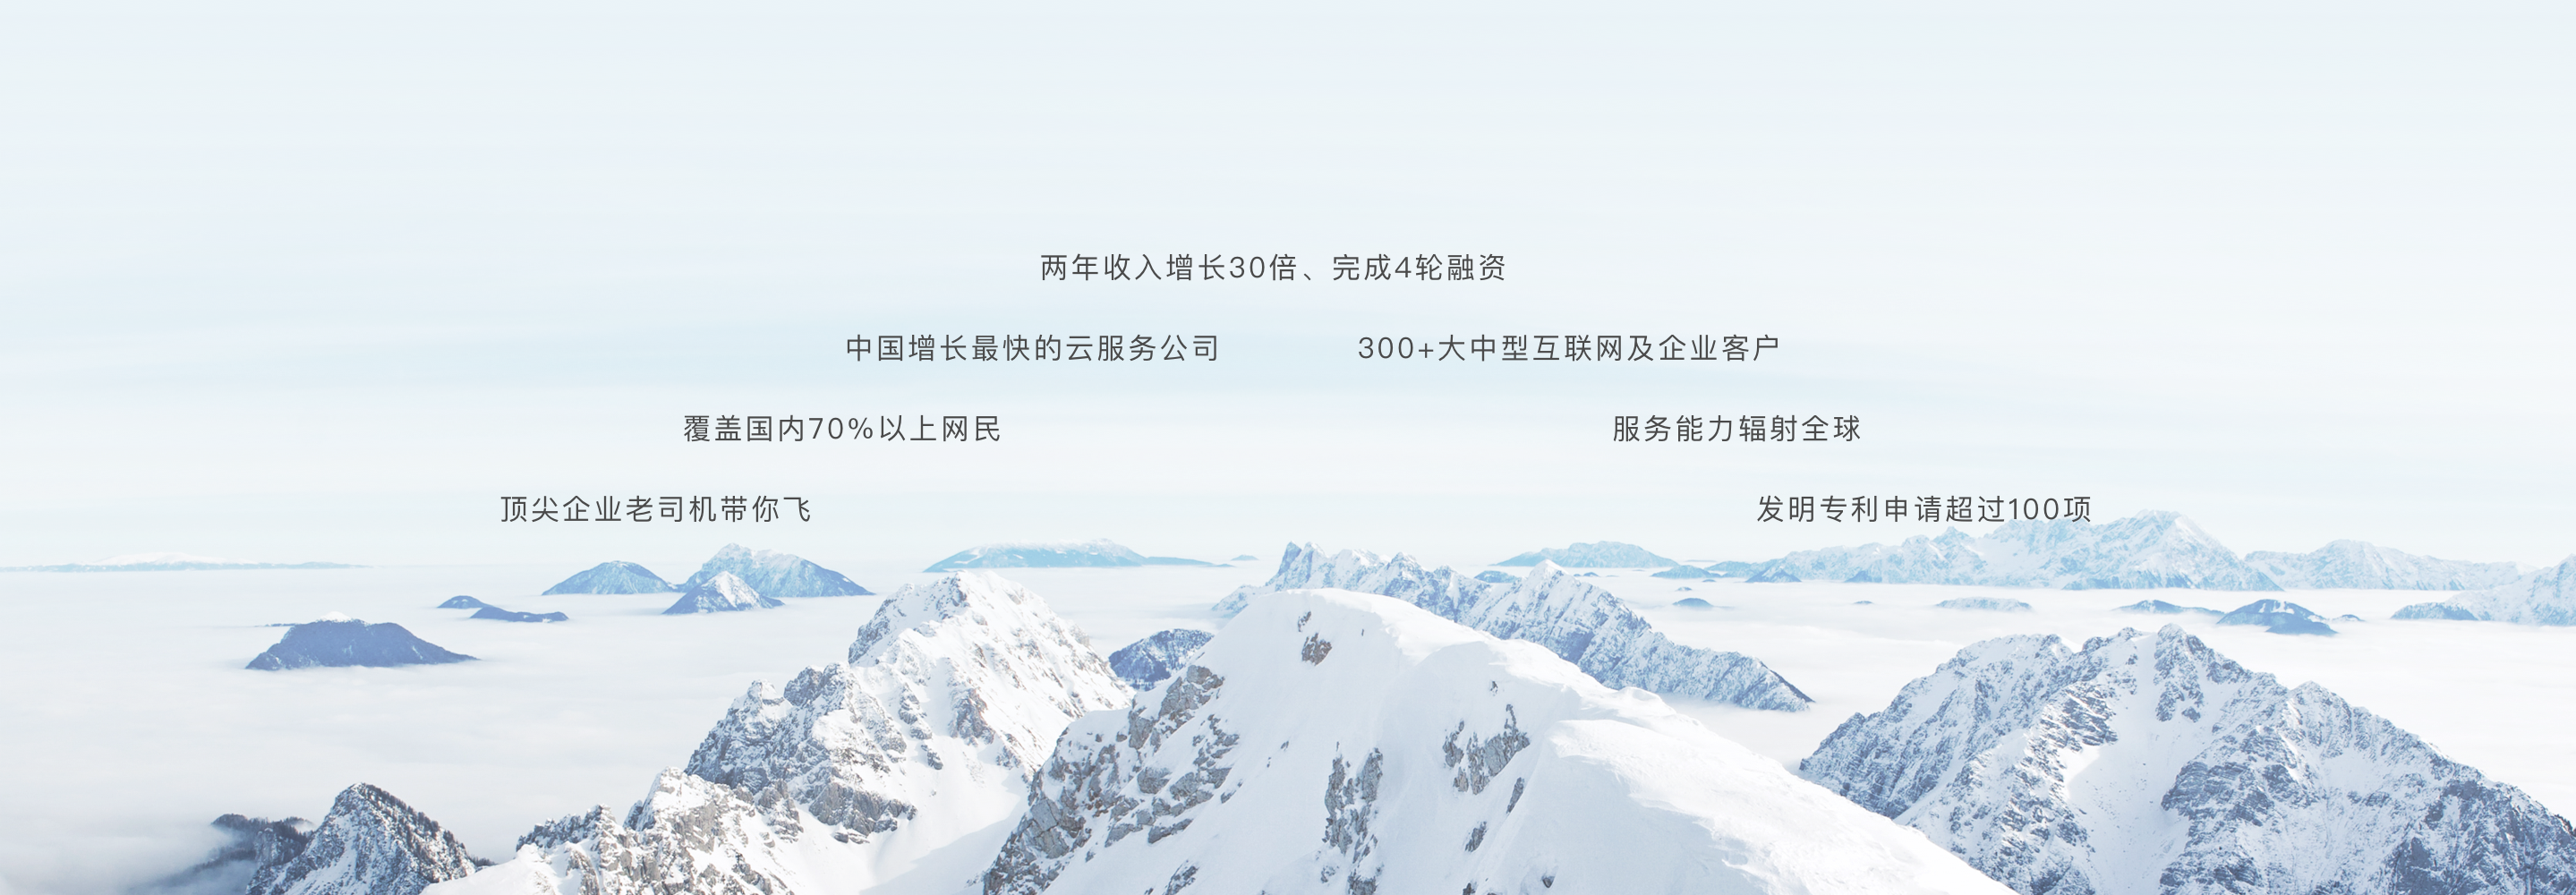 两年收入增长30倍、完成4轮融资
中国增长最快的云服务公司
300+大中型互联网及企业客户
覆盖国内70%以上网民
服务能力辐射全球
顶尖企业老司机带你飞
发明专利申请超过100项